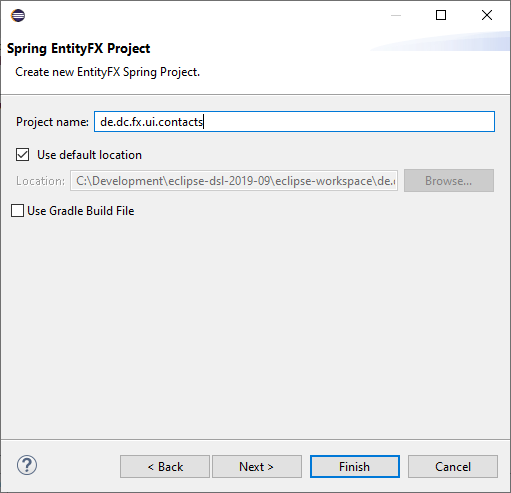 Spring EntityFX Project
Create new EntityFX Spring Project.
Project name: de.dc.fx.ui.contacts
Use default location
Location: C:\Development\eclipse-dsl-2019-09\eclipse-workspace\de. Browse...
Use Gradle Build File
? < Back Next > Finish Cancel